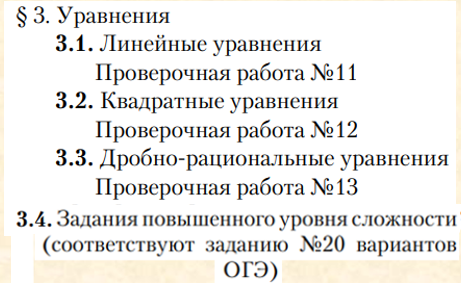 § 3. Уравнения
3.1. Линейные уравнения
Проверочная работа №11
3.2. Квадратные уравнения
Проверочная работа №12
3.3. Дробно-рациональные уравнения
Проверочная работа №13
3.4. Задания повышенного уровня сложности
(соответствуют заданию №20 вариантов
ОГЭ)